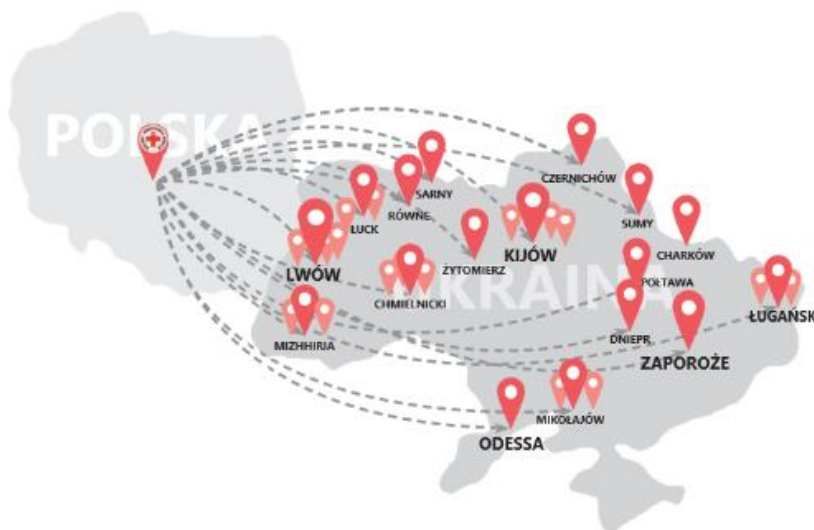 POLSKA
CZERNICHÓW
SARNY
RÓWNE
ŁUCK
SUMY
KIJÓW
CHARKÓW
ŻYTOMIERZ
LWÓW
UKRAINA
POŁTAWA
CHMIELNICKI
ŁUGAŃSK
MIZHHIRIA
DNIEPR
ZAPOROŻE
MIKOŁAJÓW
ODESSA